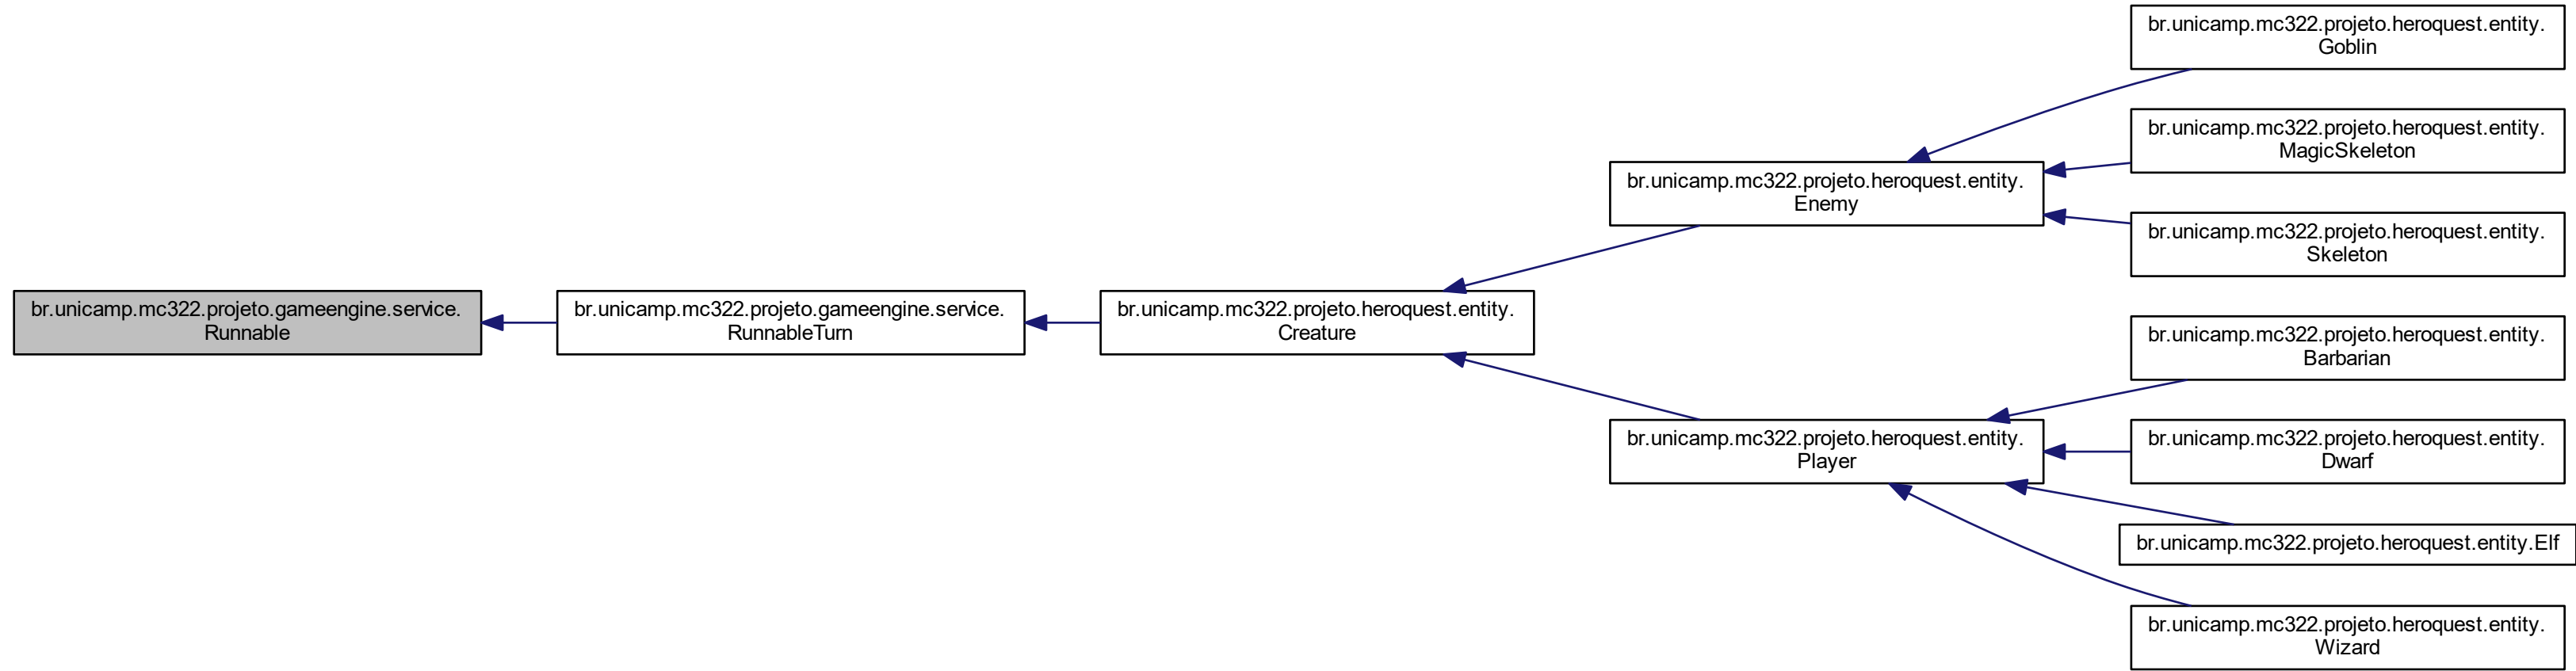 br.unicamp.mc322.projeto.gameengine.service.
Runnable
br.unicamp.mc322.projeto.gameengine.service.
RunnableTurn
br.unicamp.mc322.projeto.heroquest.entity.
Creature
br.unicamp.mc322.projeto.heroquest.entity.
Enemy
br.unicamp.mc322.projeto.heroquest.entity.
Player
br.unicamp.mc322.projeto.heroquest.entity.
Goblin
br.unicamp.mc322.projeto.heroquest.entity.
MagicSkeleton
br.unicamp.mc322.projeto.heroquest.entity.
Skeleton
br.unicamp.mc322.projeto.heroquest.entity.
Barbarian
br.unicamp.mc322.projeto.heroquest.entity.
Dwarf
br.unicamp.mc322.projeto.heroquest.entity.Elf
br.unicamp.mc322.projeto.heroquest.entity.
Wizard